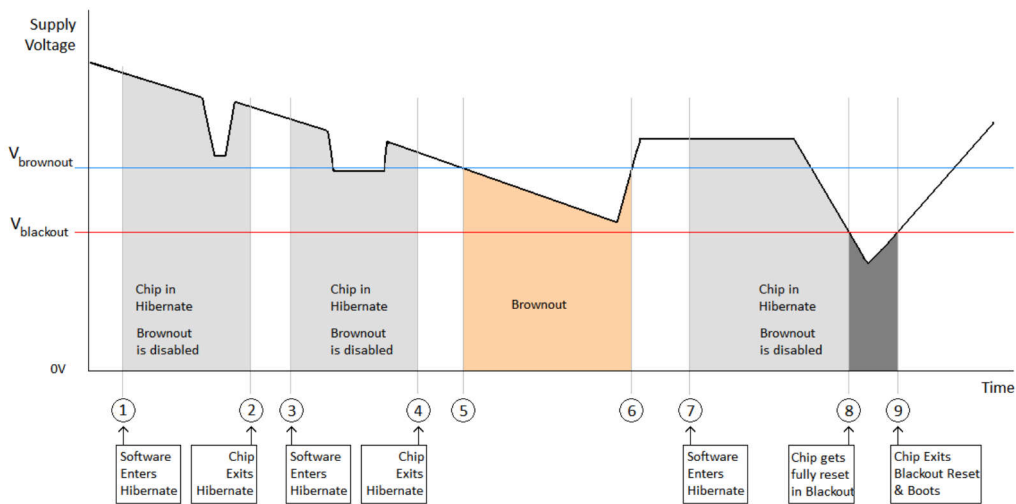 Supply
Voltage
Vbrownout
Vblackout
Chip in
Hibernate
Brownout
is disabled
Chip in
Hibernate
Brownout
is disabled
Brownout
Chip in
Hibernate
Brownout
is disabled
0V
Time
1
2
3
4
5
6
7
8
9
Software
Enters
Hibernate
Chip
Exits
Hibernate
Software
Enters
Hibernate
Chip
Exits
Hibernate
Software
Enters
Hibernate
Chip gets
fully reset
in Blackout
Chip Exits
Blackout Reset
& Boots